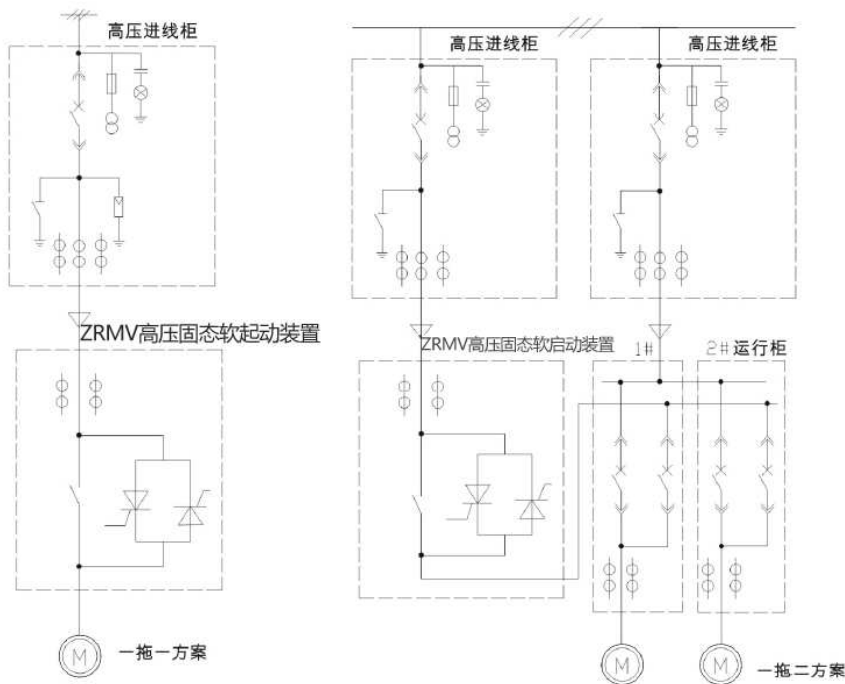 高压进线柜
高压进线柜
高压进线柜
ZRMV高压固态软起动装置
ZRMV高压固态软启动装置
1#
2#运行柜
M
一拖一方案
M
M
一拖二方案